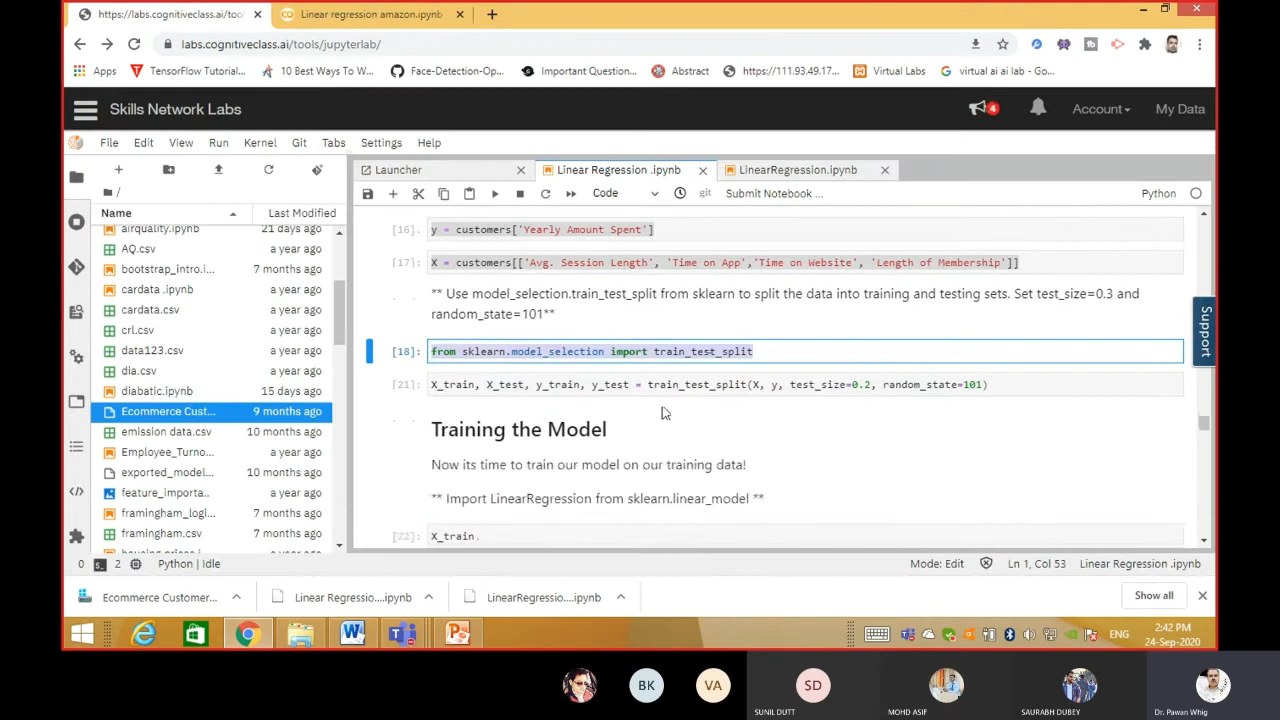 https://labs.cognitiveclass.ai/tool
Linear regression amazon.ipynb
labs.cognitiveclass.ai/tools/jupyterlab/
Apps
TensorFlow Tutorial...
10 Best Ways To W...
Face-Detection-Op...
Important Question...
Abstract
https://111.93.49.17...
Virtual Labs
virtual ai ai lab - Go...
Skills Network Labs
4
Account
My Data
File Edit View Run Kernel Git Tabs Settings Help
Launcher
Linear Regression .ipynb
LinearRegression.ipynb
/
Code
git
Submit Notebook ...
Python
Name
Last Modified
airquality.ipynb 21 days ago
AQ.csv a year ago
bootstrap_intro.i... 7 months ago
cardata .ipynb a year ago
cardata.csv a year ago
crl.csv a year ago
data123.csv a year ago
dia.csv a year ago
diabatic.ipynb 15 days ago
Ecommerce Cust... 9 months ago
emission data.csv 10 months ago
Employee_Turno... a year ago
exported_model... 10 months ago
feature_importa... a year ago
framingham_logi... 7 months ago
framingham.csv 7 months ago
housing prices.i... a year ago
[16]: y = customers['Yearly Amount Spent']
[17]: X = customers[['Avg. Session Length', 'Time on App','Time on Website', 'Length of Membership']]
** Use model_selection.train_test_split from sklearn to split the data into training and testing sets. Set test_size=0.3 and
random_state=101**
[18]: from sklearn.model_selection import train_test_split
[21]: X_train, X_test, y_train, y_test = train_test_split(X, y, test_size=0.2, random_state=101)
Training the Model
Now its time to train our model on our training data!
** Import LinearRegression from sklearn.linear_model **
[22]: X_train
Support
0
2
Python | Idle
Mode: Edit
Ln 1, Col 53
Linear Regression .ipynb
Ecommerce Customer...
Linear Regressio....ipynb
LinearRegressio....ipynb
Show all
ENG
2:42 PM
24-Sep-2020
BK
VA
SD
SUNIL DUTT
MOHD ASIF
SAURABH DUBEY
Dr. Pawan Whig